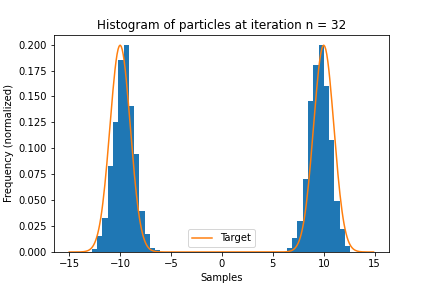 Histogram of particles at iteration n = 32
Frequency (normalized)
0.200
0.175
0.150
0.125
0.100
0.075
0.050
0.025
0.000
Target
−15 −10 −5 0 5 10 15
Samples